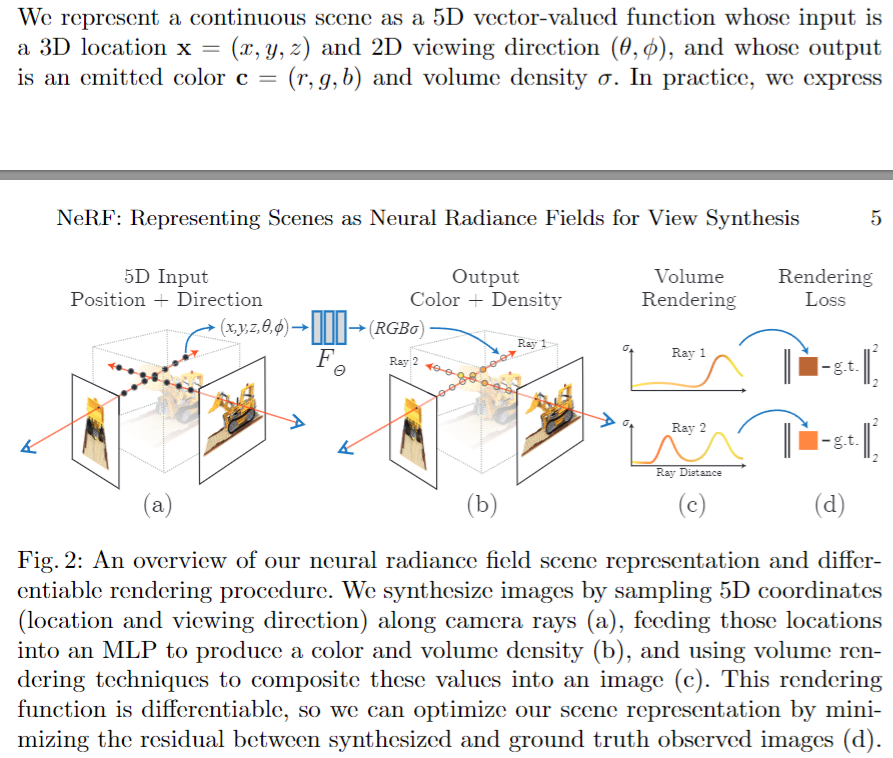 We represent a continuous scene as a 5D vector-valued function whose input is
a 3D location x = (x, y, z) and 2D viewing direction (θ, ϕ), and whose output
is an emitted color c = (r, g, b) and volume density σ. In practice, we express
NeRF: Representing Scenes as Neural Radiance Fields for View Synthesis 5
5D Input
Position + Direction
Output
Color + Density
Volume
Rendering
Rendering
Loss
(x,y,z,θ,ϕ)
F_Θ
(RGBσ)
Ray 1
Ray 2
σ
Ray 1
σ
Ray 2
Ray Distance
‖ - g.t. ‖₂²
‖ - g.t. ‖₂²
(a)
(b)
(c)
(d)
Fig. 2: An overview of our neural radiance field scene representation and differ-
entiable rendering procedure. We synthesize images by sampling 5D coordinates
(location and viewing direction) along camera rays (a), feeding those locations
into an MLP to produce a color and volume density (b), and using volume ren-
dering techniques to composite these values into an image (c). This rendering
function is differentiable, so we can optimize our scene representation by mini-
mizing the residual between synthesized and ground truth observed images (d).